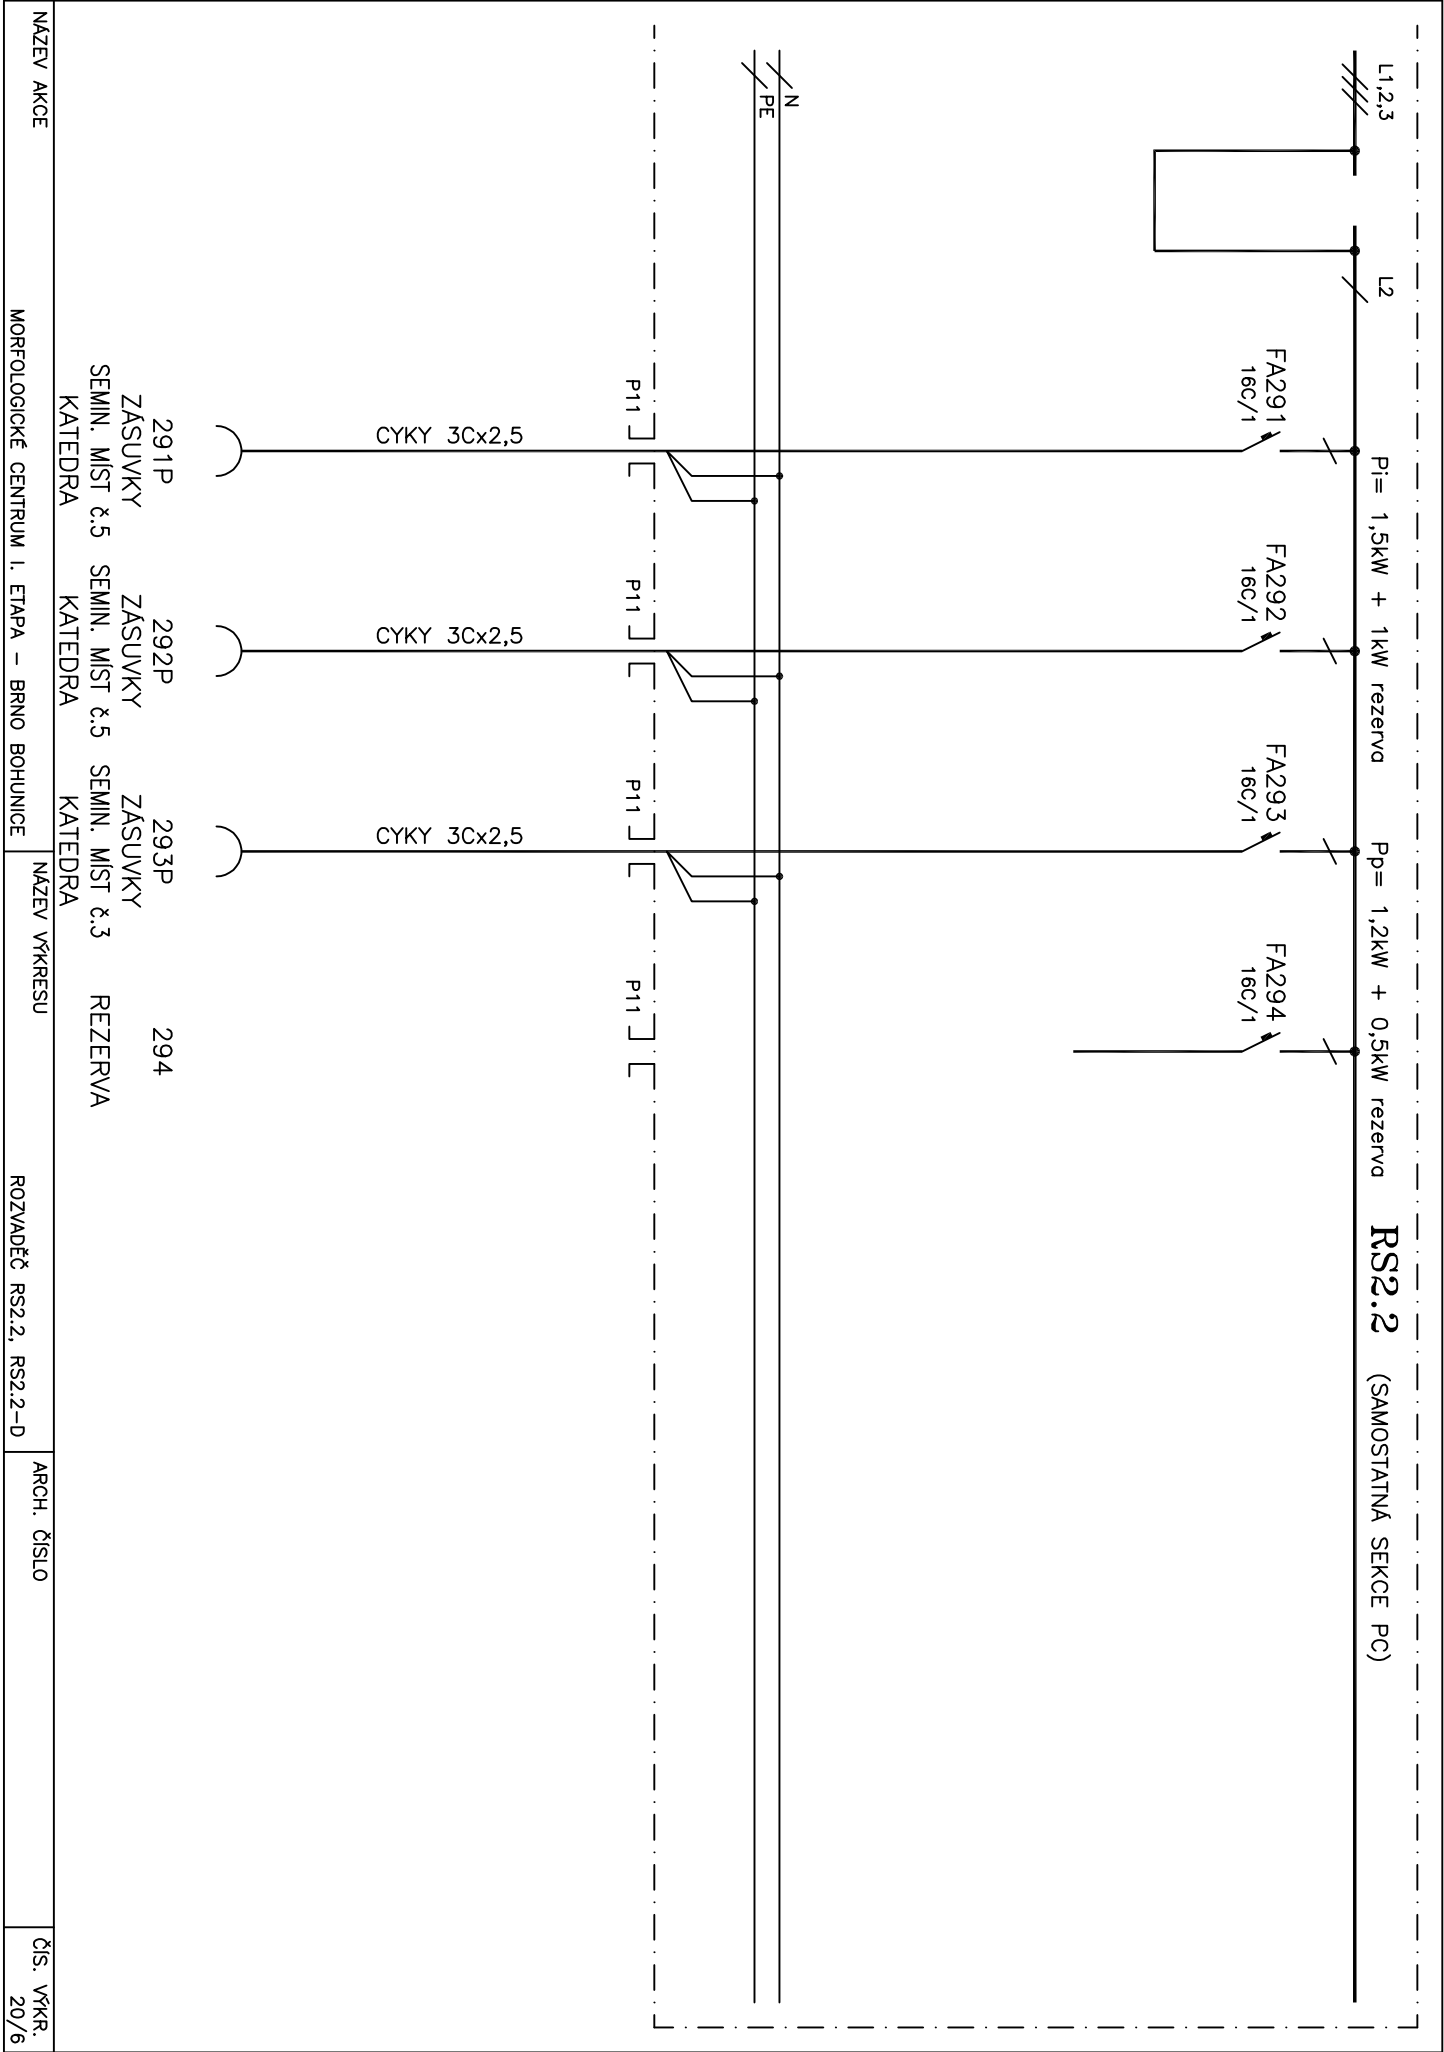 L1,2,3
L2
Pi= 1,5kW + 1kW rezerva
Pp= 1,2kW + 0,5kW rezerva
RS2.2 (SAMOSTATNÁ SEKCE PC)
FA291
16C/1
FA292
16C/1
FA293
16C/1
FA294
16C/1
N
PE
P11
P11
P11
P11
CYKY 3Cx2,5
CYKY 3Cx2,5
CYKY 3Cx2,5
291P
ZÁSUVKY
SEMIN. MÍST č.5
KATEDRA
292P
ZÁSUVKY
SEMIN. MÍST č.5
KATEDRA
293P
ZÁSUVKY
SEMIN. MÍST č.3
KATEDRA
294
REZERVA
NÁZEV AKCE
MORFOLOGICKÉ CENTRUM I. ETAPA – BRNO BOHUNICE
NÁZEV VÝKRESU
ROZVADĚČ RS2.2, RS2.2–D
ARCH. ČÍSLO
ČÍS. VÝKR.
20/6